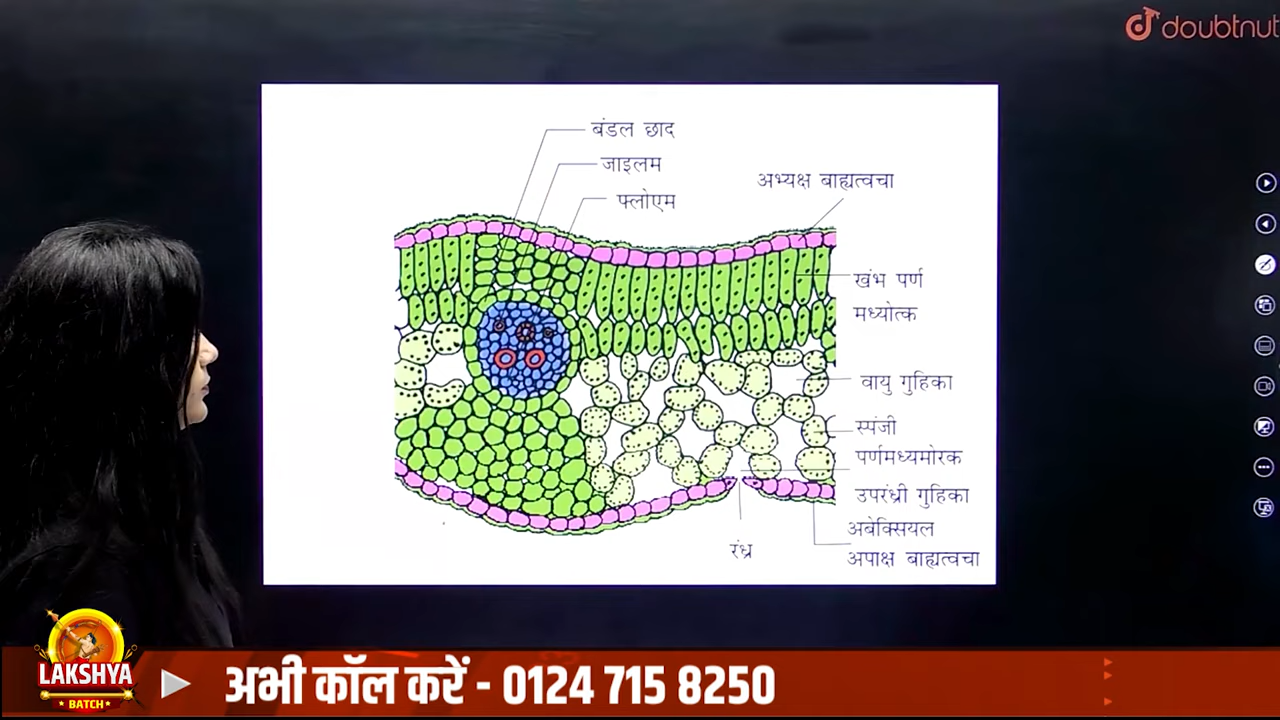 doubtnut
बंडल छाद
जाइलम
फ्लोएम
अभ्यक्ष बाह्यत्वचा
खंभ पर्ण
मध्योत्क
वायु गुहिका
स्पंजी
पर्णमध्यमोरक
उपरंध्री गुहिका
अबेक्सियल
अपाक्ष बाह्यत्वचा
रंध्र
LAKSHYA
BATCH
अभी कॉल करें - 0124 715 8250